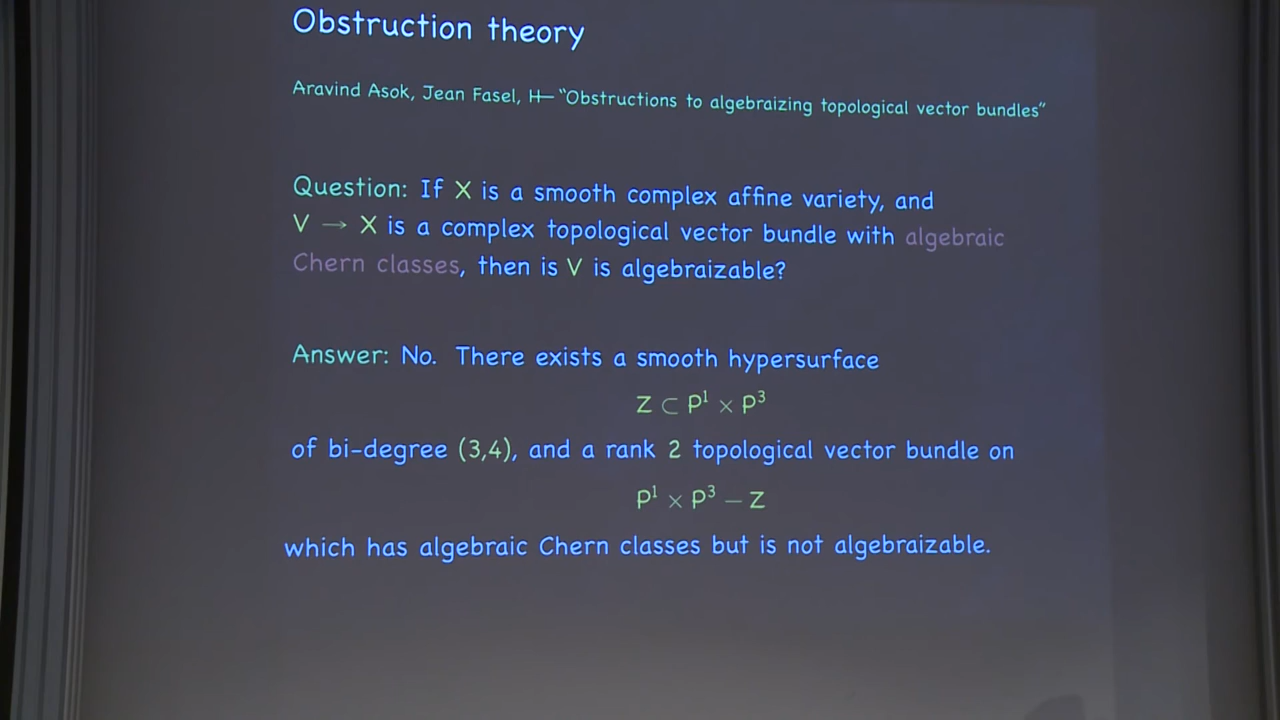 Obstruction theory
Aravind Asok, Jean Fasel, H— “Obstructions to algebraizing topological vector bundles”
Question: If X is a smooth complex affine variety, and
V → X is a complex topological vector bundle with algebraic
Chern classes, then is V is algebraizable?
Answer: No. There exists a smooth hypersurface
Z ⊂ P¹ × P³
of bi-degree (3,4), and a rank 2 topological vector bundle on
P¹ × P³ − Z
which has algebraic Chern classes but is not algebraizable.